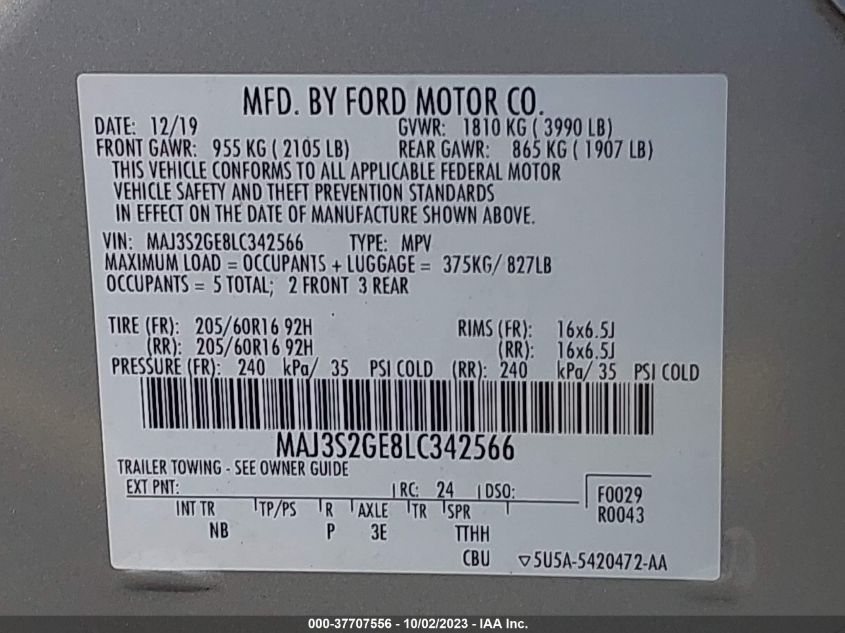 MFD. BY FORD MOTOR CO.
DATE: 12/19 GVWR: 1810 KG ( 3990 LB)
FRONT GAWR: 955 KG ( 2105 LB) REAR GAWR: 865 KG ( 1907 LB)
THIS VEHICLE CONFORMS TO ALL APPLICABLE FEDERAL MOTOR
VEHICLE SAFETY AND THEFT PREVENTION STANDARDS
IN EFFECT ON THE DATE OF MANUFACTURE SHOWN ABOVE.
VIN: MAJ3S2GE8LC342566 TYPE: MPV
MAXIMUM LOAD = OCCUPANTS + LUGGAGE = 375KG/ 827LB
OCCUPANTS = 5 TOTAL; 2 FRONT 3 REAR
TIRE (FR): 205/60R16 92H RIMS (FR): 16x6.5J
(RR): 205/60R16 92H (RR): 16x6.5J
PRESSURE (FR): 240 kPa/ 35 PSI COLD (RR): 240 kPa/ 35 PSI COLD
MAJ3S2GE8LC342566
TRAILER TOWING - SEE OWNER GUIDE
EXT PNT: RC: 24 DSO: F0029
INT TR TP/PS R AXLE TR SPR R0043
NB P 3E TTHH
CBU ▽5U5A-5420472-AA
000-37707556 - 10/02/2023 - IAA Inc.